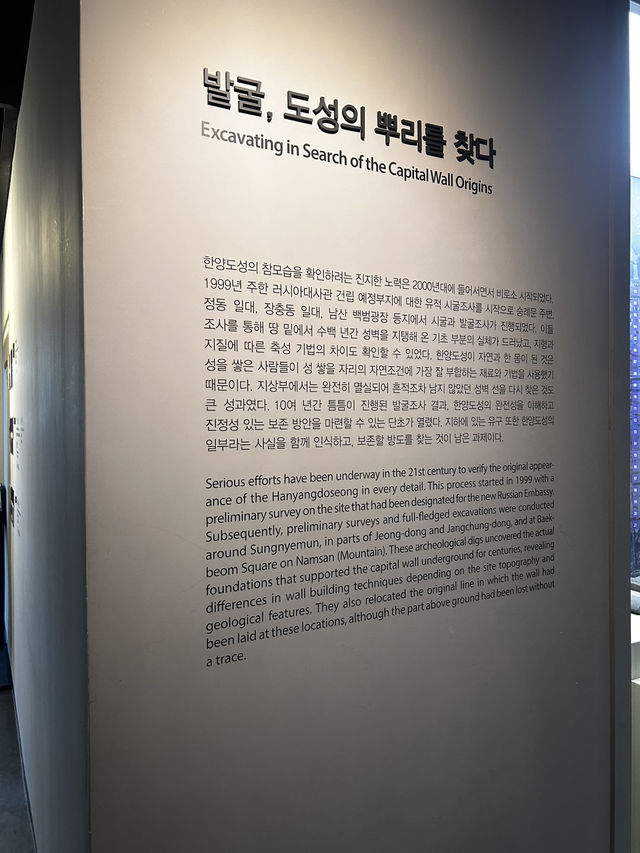 발굴, 도성의 뿌리를 찾다
Excavating in Search of the Capital Wall Origins
한양도성의 참모습을 확인하려는 진지한 노력은 2000년대에 들어서면서 비로소 시작되었다.
1999년 주한 러시아대사관 건립 예정부지에 대한 유적 시굴조사를 시작으로 숭례문 주변,
정동 일대, 장충동 일대, 남산 백범광장 등지에서 시굴과 발굴조사가 진행되었다. 이들
조사를 통해 땅 밑에서 수백 년간 성벽을 지탱해 온 기초 부분의 실체가 드러났고, 지형과
지질에 따른 축성 기법의 차이도 확인할 수 있었다. 한양도성이 자연과 한 몸이 된 것은
성을 쌓은 사람들이 성 쌓을 자리의 자연조건에 가장 잘 부합하는 재료와 기법을 사용했기
때문이다. 지상부에서는 완전히 멸실되어 흔적조차 남지 않았던 성벽 선을 다시 찾은 것도
큰 성과였다. 10여 년간 틈틈이 진행된 발굴조사 결과, 한양도성의 완전성을 이해하고
진정성 있는 보존 방안을 마련할 수 있는 단초가 열렸다. 지하에 있는 유구 또한 한양도성의
일부라는 사실을 함께 인식하고, 보존할 방도를 찾는 것이 남은 과제이다.
Serious efforts have been underway in the 21st century to verify the original appear-
ance of the Hanyangdoseong in every detail. This process started in 1999 with a
preliminary survey on the site that had been designated for the new Russian Embassy.
Subsequently, preliminary surveys and full-fledged excavations were conducted
around Sungnyemun, in parts of Jeong-dong and Jangchung-dong, and at Baek-
beom Square on Namsan (Mountain). These archeological digs uncovered the actual
foundations that supported the capital wall underground for centuries, revealing
differences in wall building techniques depending on the site topography and
geological features. They also relocated the original line in which the wall had
been laid at these locations, although the part above ground had been lost without
a trace.